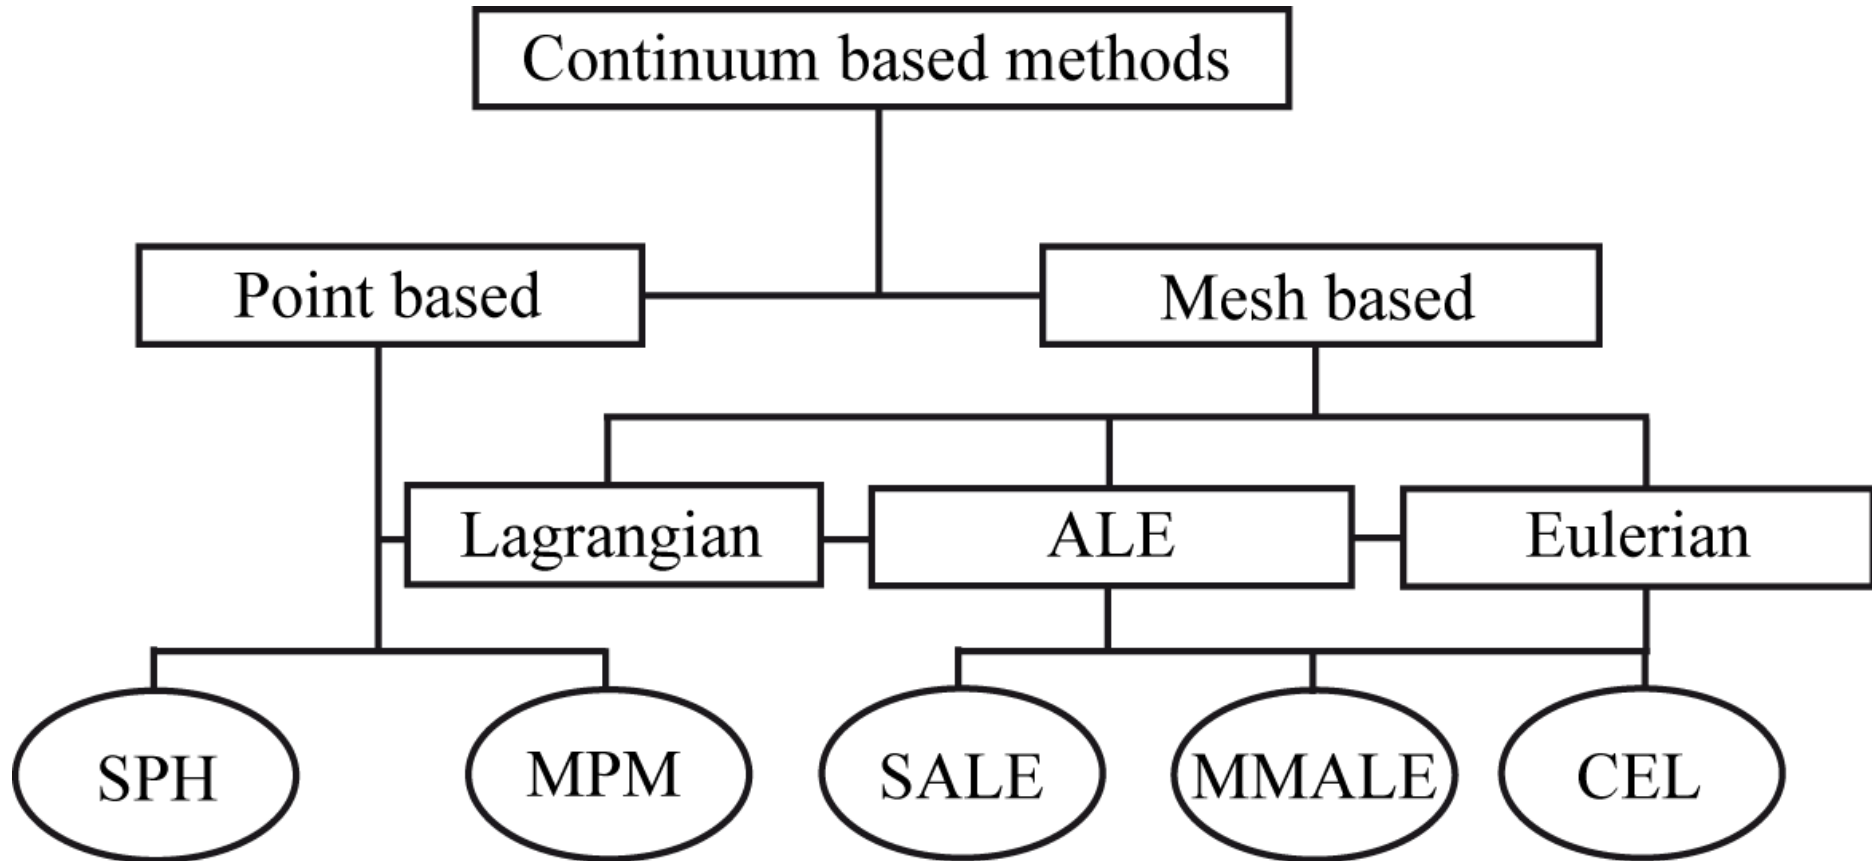 Continuum based methods
Point based
Mesh based
Lagrangian
ALE
Eulerian
SPH
MPM
SALE
MMALE
CEL